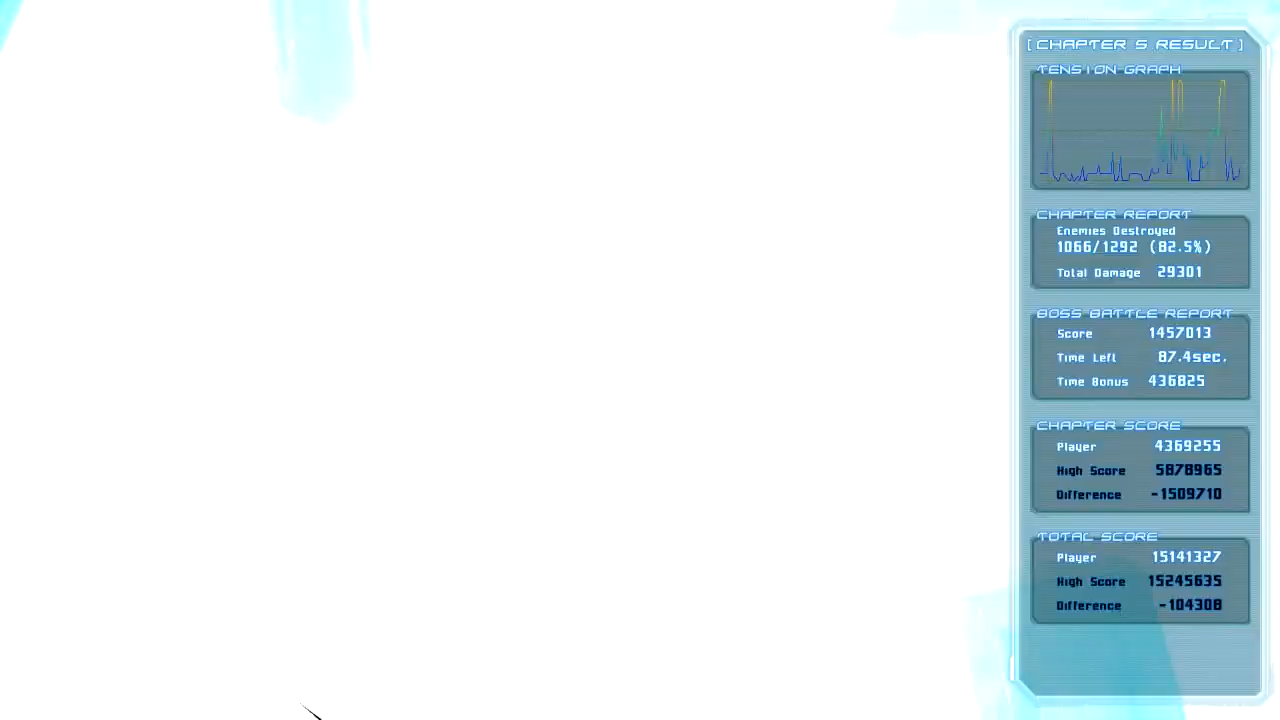 [CHAPTER 5 RESULT]
TENSION GRAPH
CHAPTER REPORT
Enemies Destroyed
1066/1292 (82.5%)
Total Damage 29301
BOSS BATTLE REPORT
Score 1457013
Time Left 87.4sec.
Time Bonus 436825
CHAPTER SCORE
Player 4369255
High Score 5878965
Difference -1509710
TOTAL SCORE
Player 15141327
High Score 15245635
Difference -104308